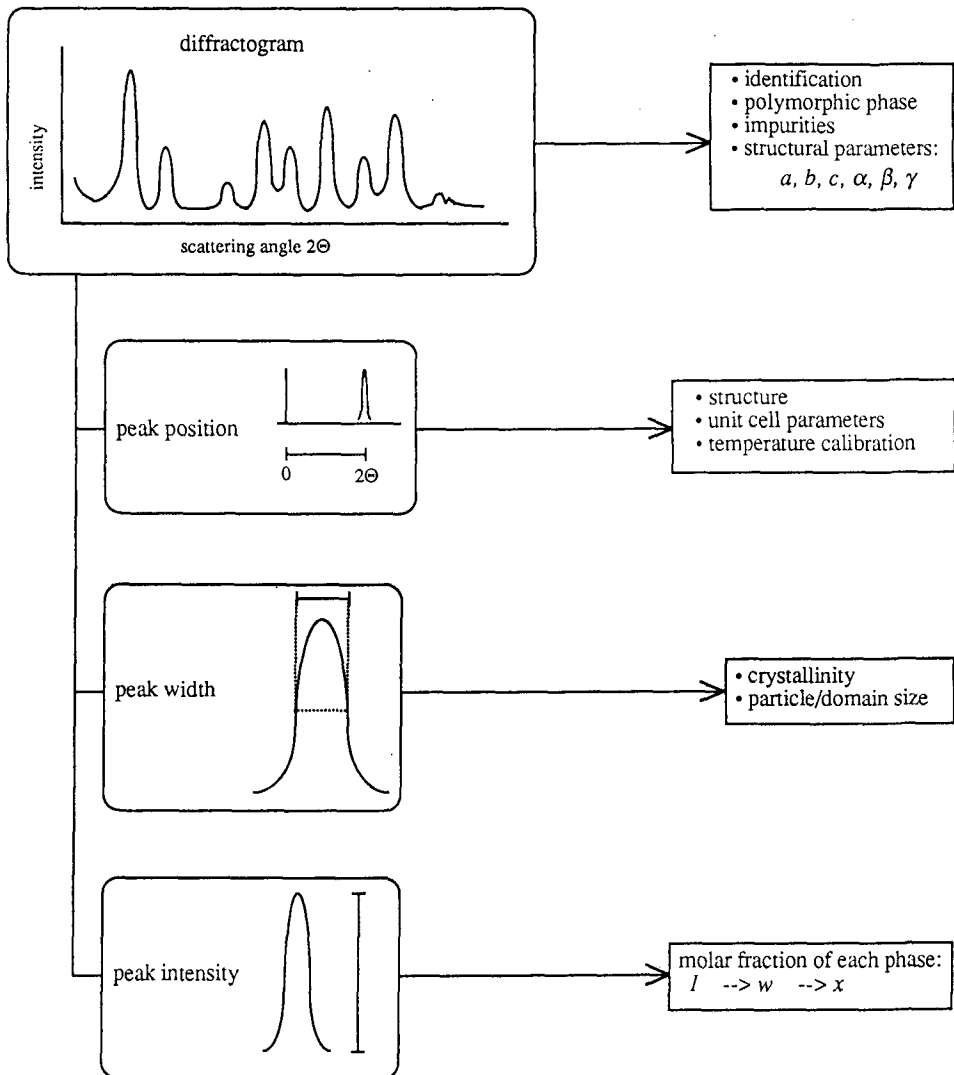 diffractogram
intensity
scattering angle 2Θ
• identification
• polymorphic phase
• impurities
• structural parameters:
a, b, c, α, β, γ
peak position
0 2Θ
• structure
• unit cell parameters
• temperature calibration
peak width
• crystallinity
• particle/domain size
peak intensity
molar fraction of each phase:
I --> w --> x